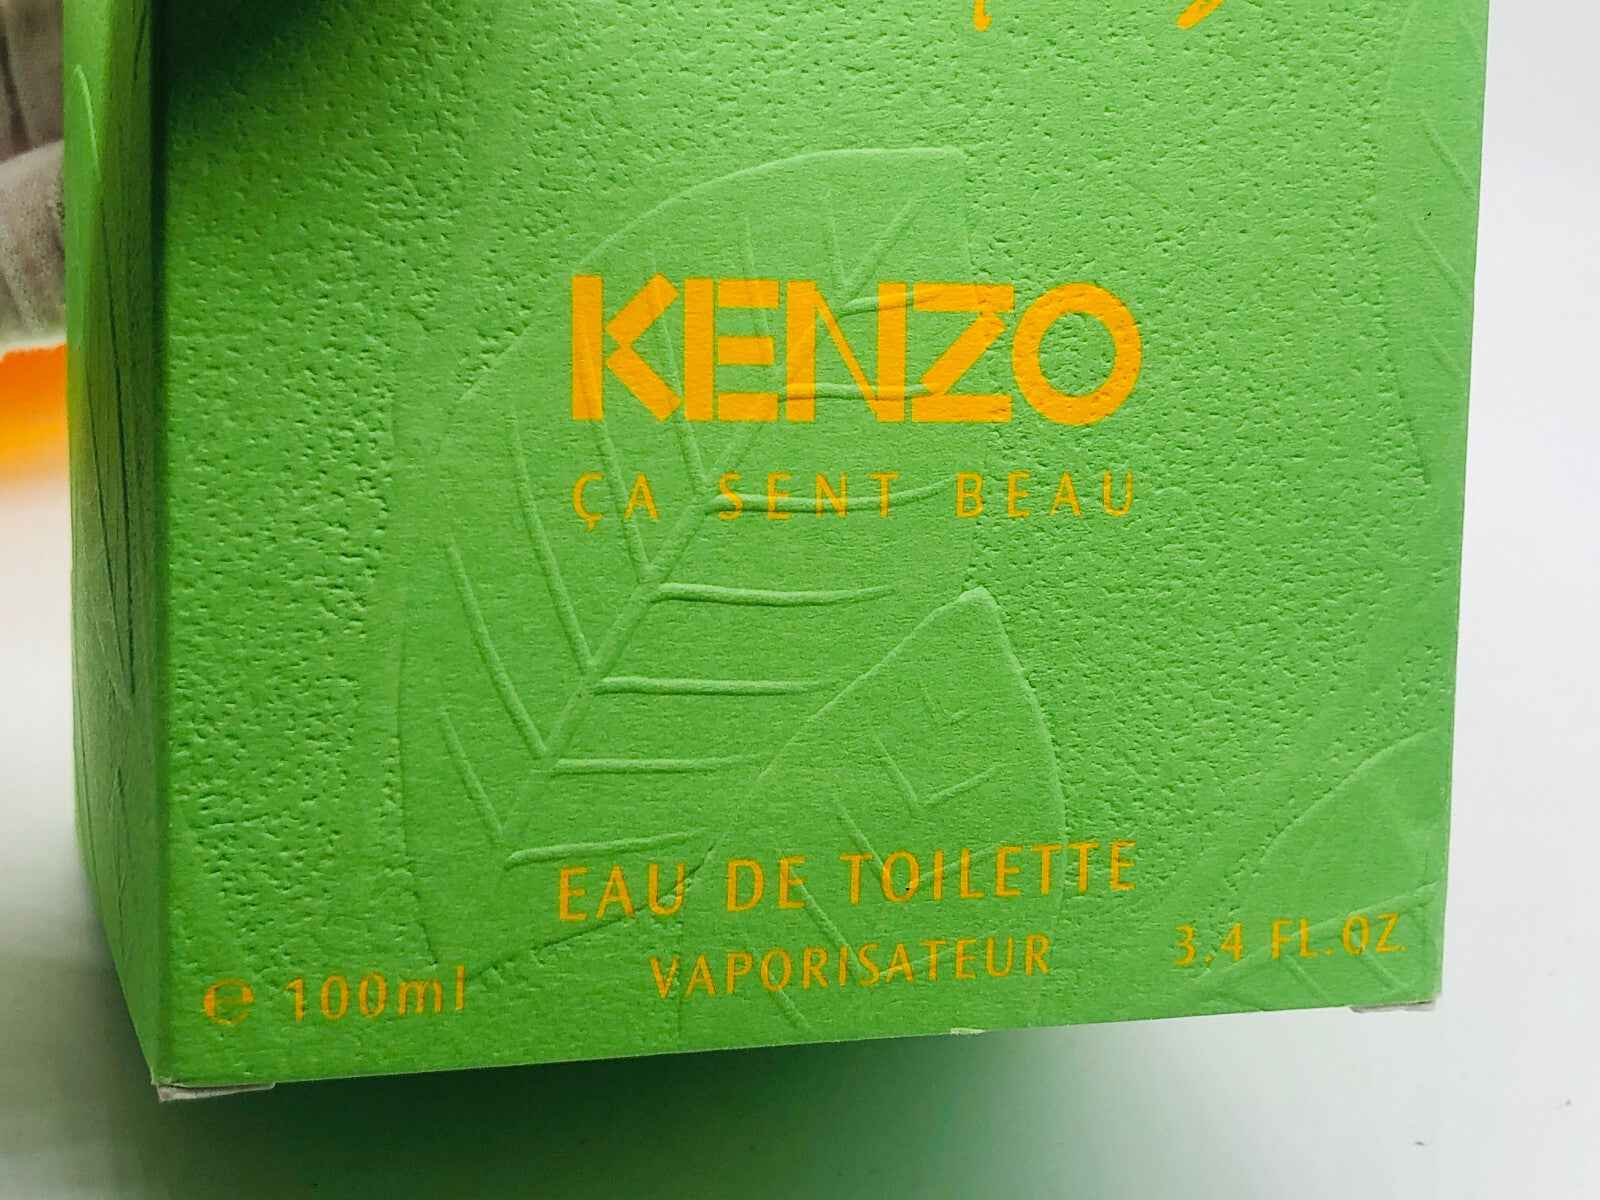 KENZO
ÇA SENT BEAU
EAU DE TOILETTE
VAPORISATEUR
℮ 100ml
3.4 FL.OZ.